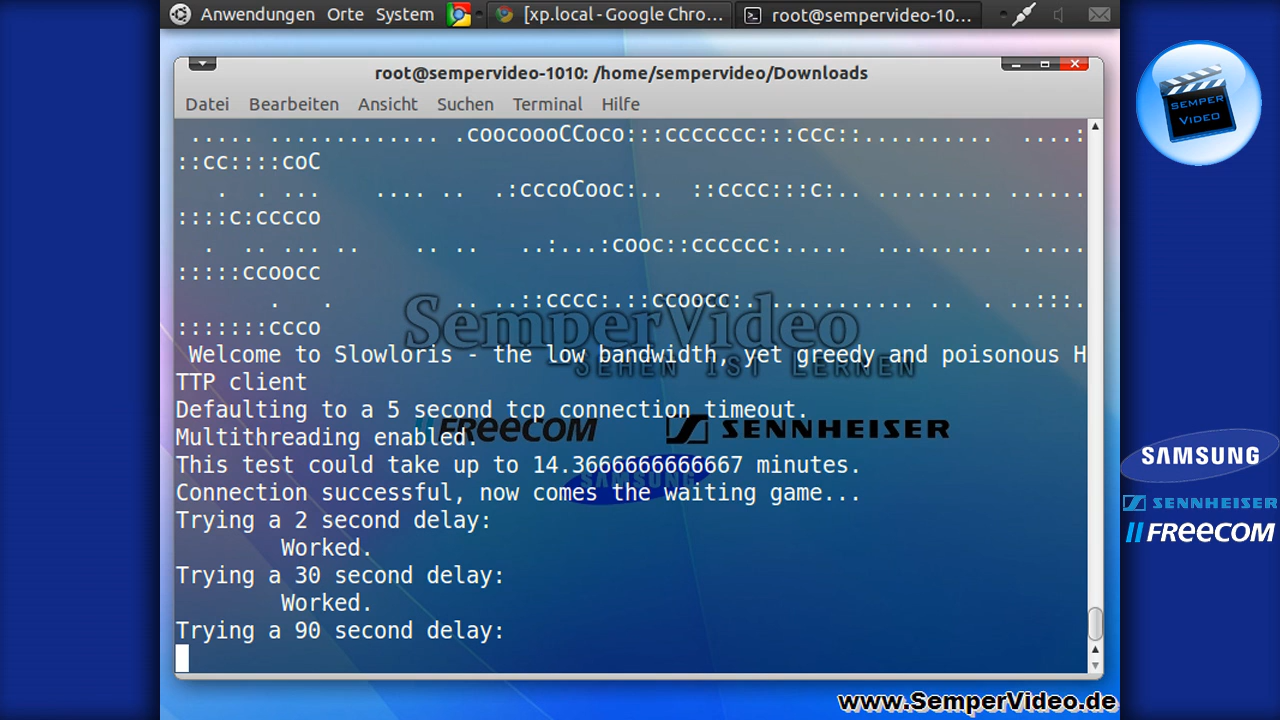 Anwendungen Orte System [xp.local - Google Chro... root@sempervideo-10...
root@sempervideo-1010: /home/sempervideo/Downloads
Datei Bearbeiten Ansicht Suchen Terminal Hilfe
..... ............. .coocoooCCoco:::ccccccc:::ccc::.......... ....:
::cc::::coC
. . ... .... .. .:cccoCooc:.. ::cccc:::c:.. ......... ......
::::c:cccco
. .. ... .. .. .. ..:...:cooc::cccccc:..... ......... .....
:::::ccoocc
. . .. ..::cccc:.::ccoocc:. ........... .. . ..:::.
:::::::ccco
Welcome to Slowloris - the low bandwidth, yet greedy and poisonous H
TTP client
Defaulting to a 5 second tcp connection timeout.
Multithreading enabled.
This test could take up to 14.3666666666667 minutes.
Connection successful, now comes the waiting game...
Trying a 2 second delay:
Worked.
Trying a 30 second delay:
Worked.
Trying a 90 second delay:
SemperVideo
SEHEN IST LERNEN
FREECOM SENNHEISER
SAMSUNG
SEMPER
VIDEO
SAMSUNG
SENNHEISER
FREECOM
www.SemperVideo.de